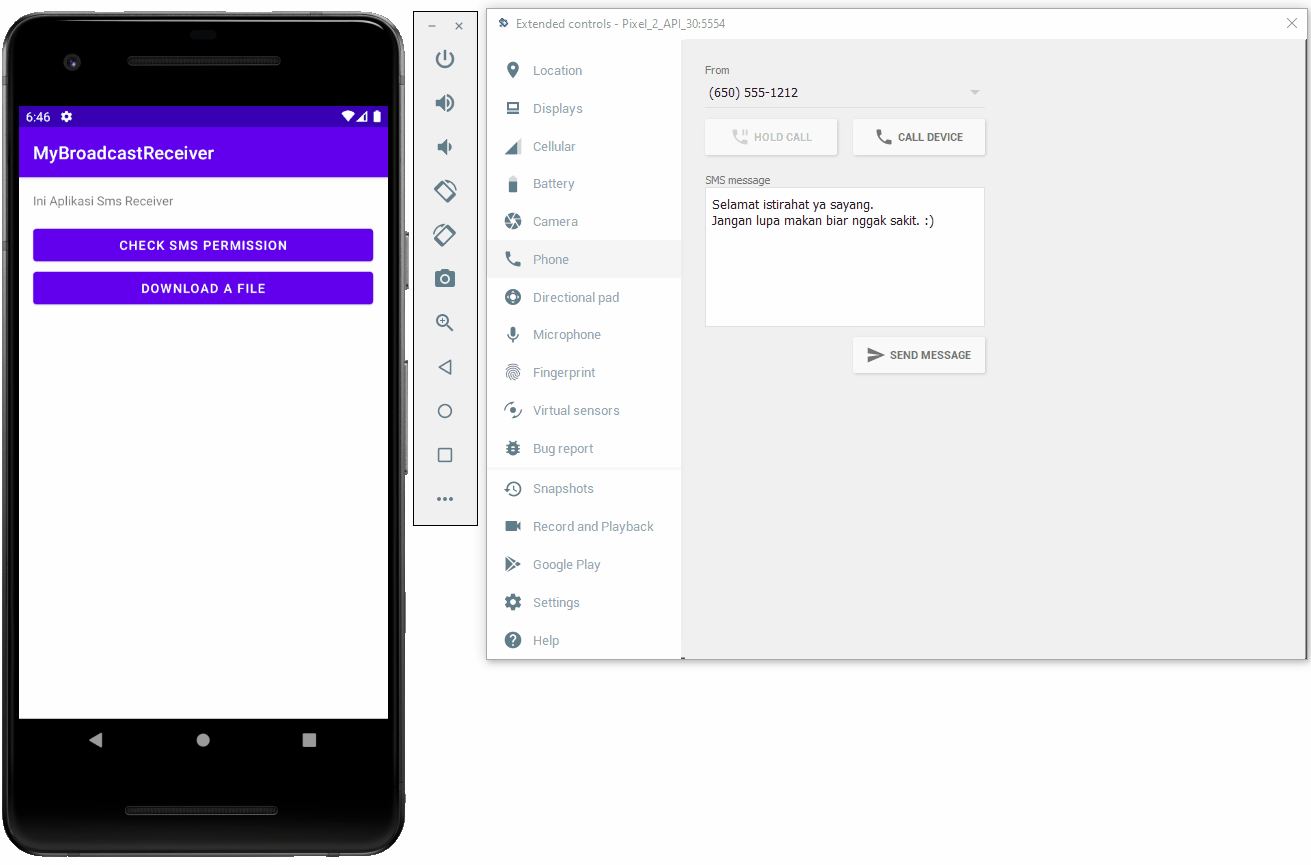 6:46
MyBroadcastReceiver
Ini Aplikasi Sms Receiver
CHECK SMS PERMISSION
DOWNLOAD A FILE
Extended controls - Pixel_2_API_30:5554
Location
Displays
Cellular
Battery
Camera
Phone
Directional pad
Microphone
Fingerprint
Virtual sensors
Bug report
Snapshots
Record and Playback
Google Play
Settings
Help
From
(650) 555-1212
HOLD CALL
CALL DEVICE
SMS message
Selamat istirahat ya sayang.
Jangan lupa makan biar nggak sakit. :)
SEND MESSAGE